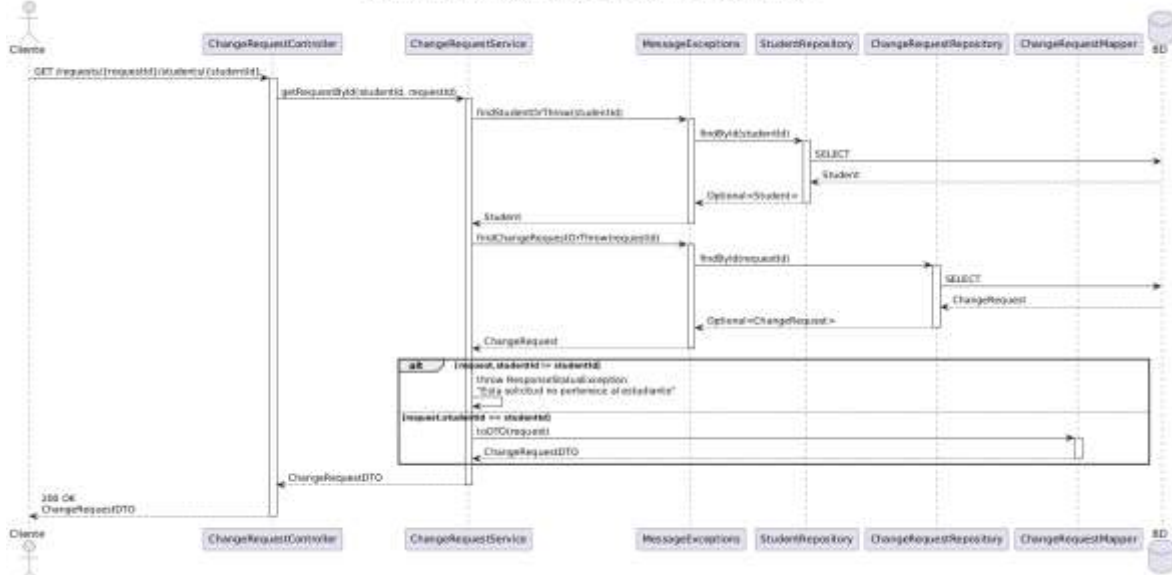 Cliente
ChangeRequestController
ChangeRequestService
MessageExceptions
StudentRepository
ChangeRequestRepository
ChangeRequestMapper
BD
GET /requests/{requestId}/students/{studentId}
getRequestById(studentId, requestId)
findStudentOrThrow(studentId)
findById(studentId)
SELECT
Student
Optional<Student>
Student
findChangeRequestOrThrow(requestId)
findById(requestId)
SELECT
ChangeRequest
Optional<ChangeRequest>
ChangeRequest
alt [request.studentId != studentId]
throw ResponseStatusException
"Esta solicitud no pertenece al estudiante"
[request.studentId == studentId]
toDTO(request)
ChangeRequestDTO
ChangeRequestDTO
200 OK
ChangeRequestDTO
Cliente
ChangeRequestController
ChangeRequestService
MessageExceptions
StudentRepository
ChangeRequestRepository
ChangeRequestMapper
BD